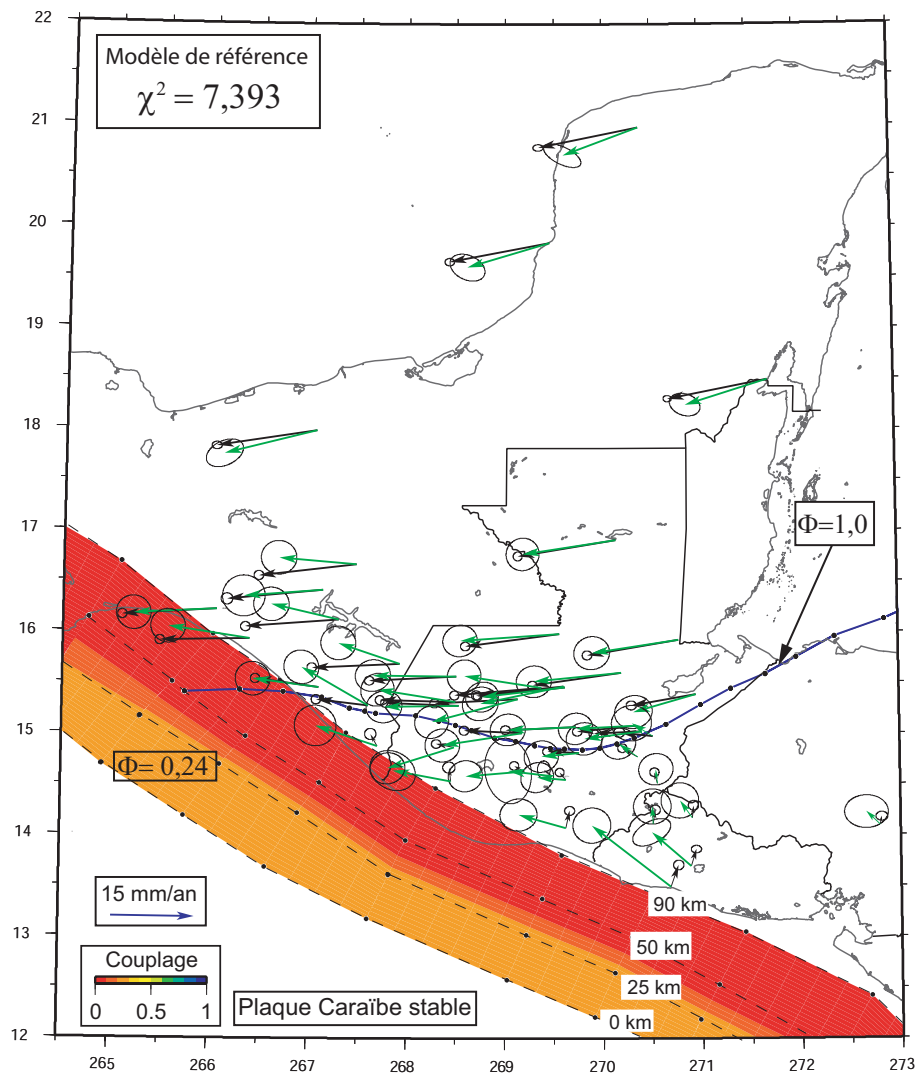 22
21
20
19
18
17
16
15
14
13
12
Modèle de référence
χ² = 7,393
Φ=1,0
Φ= 0,24
15 mm/an
90 km
50 km
25 km
0 km
Couplage
0 0.5 1
Plaque Caraïbe stable
265 266 267 268 269 270 271 272 273